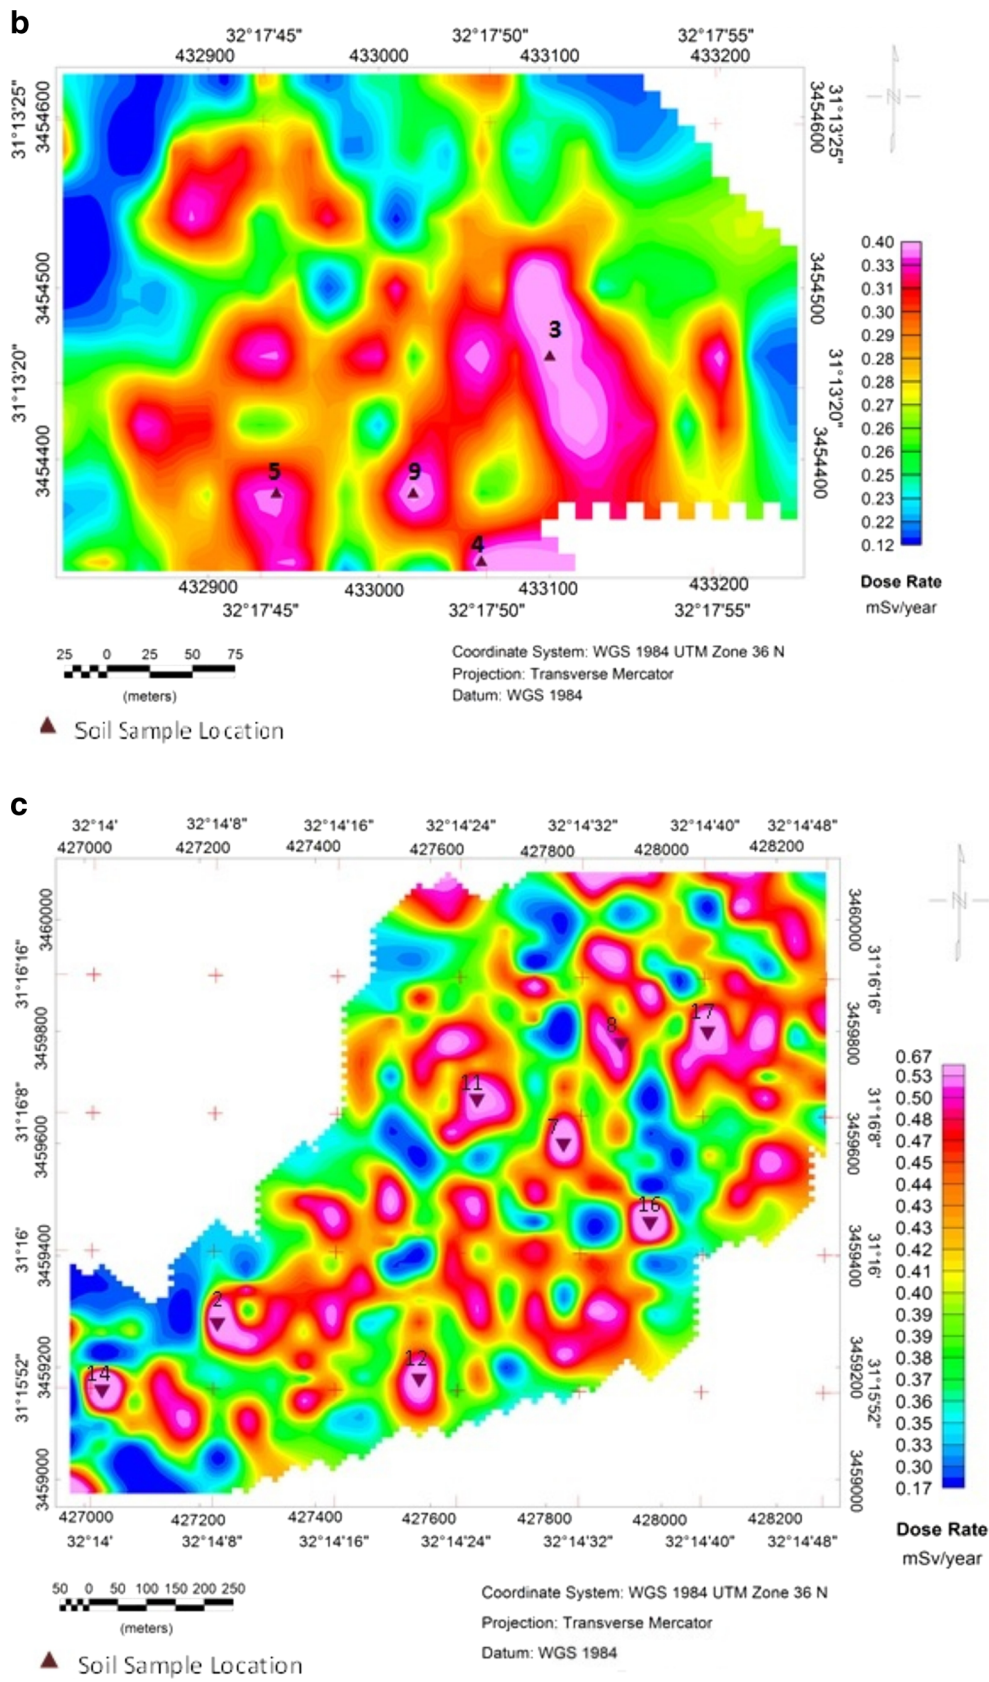 b
32°17'45" 32°17'50" 32°17'55"
432900 433000 433100 433200
31°13'25" 3454600 3454600 31°13'25"
N
3454500 3454500
31°13'20" 31°13'20"
3454400 3454400
3
5 9
4
0.40
0.33
0.31
0.30
0.29
0.28
0.28
0.27
0.26
0.26
0.25
0.23
0.22
0.12
Dose Rate
mSv/year
432900 433000 433100 433200
32°17'45" 32°17'50" 32°17'55"
25 0 25 50 75
(meters)
Coordinate System: WGS 1984 UTM Zone 36 N
Projection: Transverse Mercator
Datum: WGS 1984
Soil Sample Location
c
32°14' 32°14'8" 32°14'16" 32°14'24" 32°14'32" 32°14'40" 32°14'48"
427000 427200 427400 427600 427800 428000 428200
N
3460000 3460000
31°16'16" 31°16'16"
3459800 3459800
31°16'8" 31°16'8"
3459600 3459600
31°16' 31°16'
3459400 3459400
3459200 3459200
31°15'52" 31°15'52"
3459000 3459000
8 17
11
7
16
2
12
14
0.67
0.53
0.50
0.48
0.47
0.45
0.44
0.43
0.43
0.42
0.41
0.40
0.39
0.39
0.38
0.37
0.36
0.35
0.33
0.30
0.17
Dose Rate
mSv/year
427000 427200 427400 427600 427800 428000 428200
32°14' 32°14'8" 32°14'16" 32°14'24" 32°14'32" 32°14'40" 32°14'48"
50 0 50 100 150 200 250
(meters)
Coordinate System: WGS 1984 UTM Zone 36 N
Projection: Transverse Mercator
Datum: WGS 1984
Soil Sample Location